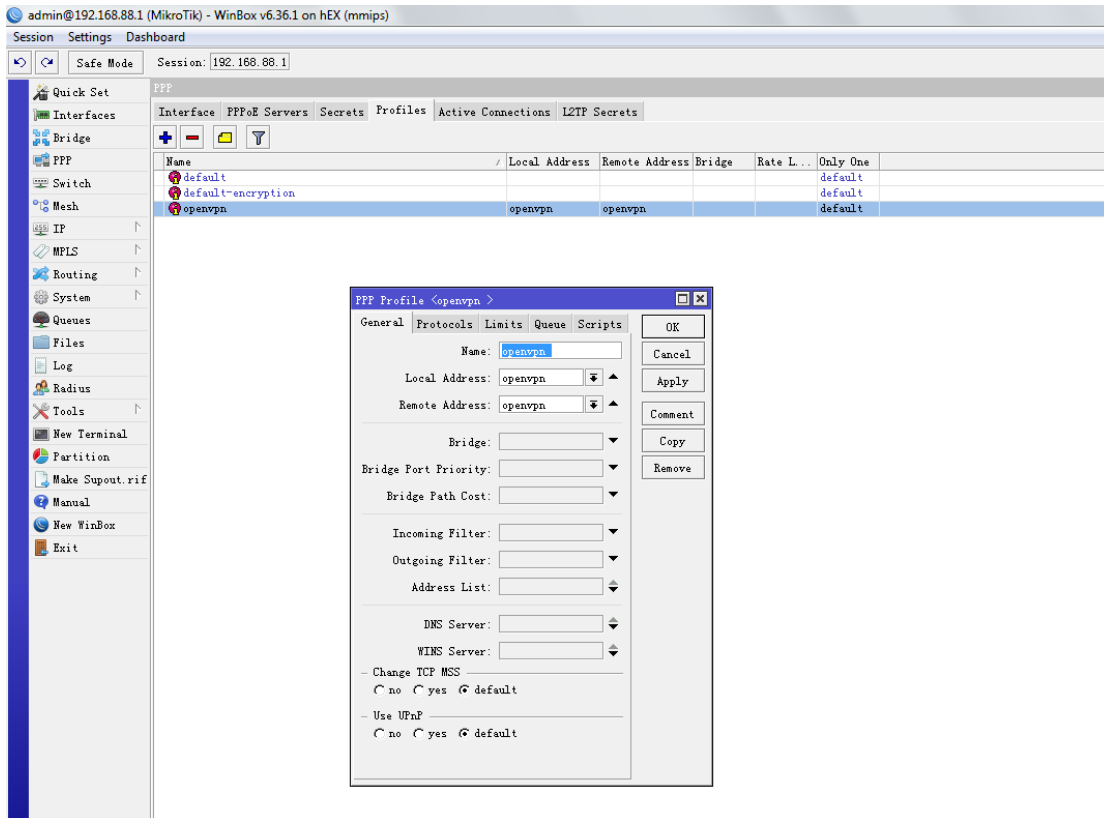 admin@192.168.88.1 (MikroTik) - WinBox v6.36.1 on hEX (mmips)
Session Settings Dashboard
Safe Mode Session: 192.168.88.1
Quick Set
Interfaces
Bridge
PPP
Switch
Mesh
IP
MPLS
Routing
System
Queues
Files
Log
Radius
Tools
New Terminal
Partition
Make Supout.rif
Manual
New WinBox
Exit
PPP
Interface PPPoE Servers Secrets Profiles Active Connections L2TP Secrets
Name / Local Address Remote Address Bridge Rate L... Only One
default default
default-encryption default
openvpn openvpn openvpn default
PPP Profile <openvpn >
General Protocols Limits Queue Scripts
Name: openvpn
Local Address: openvpn
Remote Address: openvpn
Bridge:
Bridge Port Priority:
Bridge Path Cost:
Incoming Filter:
Outgoing Filter:
Address List:
DNS Server:
WINS Server:
Change TCP MSS
no yes default
Use UPnP
no yes default
OK
Cancel
Apply
Comment
Copy
Remove